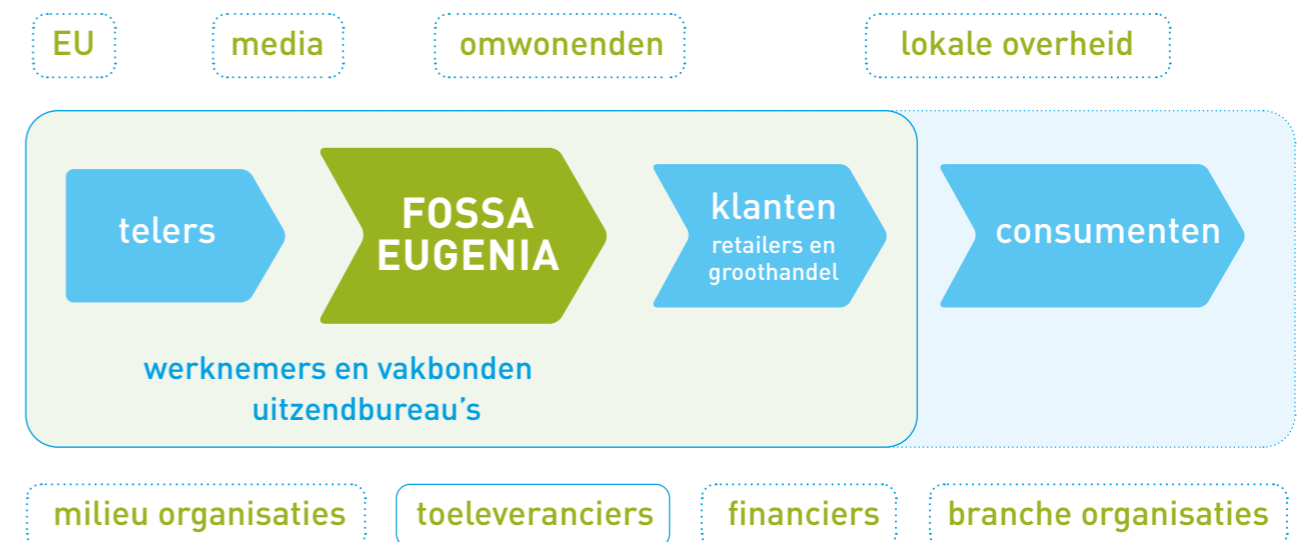 EU
media
omwonenden
lokale overheid
telers
FOSSA
EUGENIA
klanten
retailers en
groothandel
consumenten
werknemers en vakbonden
uitzendbureau’s
milieu organisaties
toeleveranciers
financiers
branche organisaties